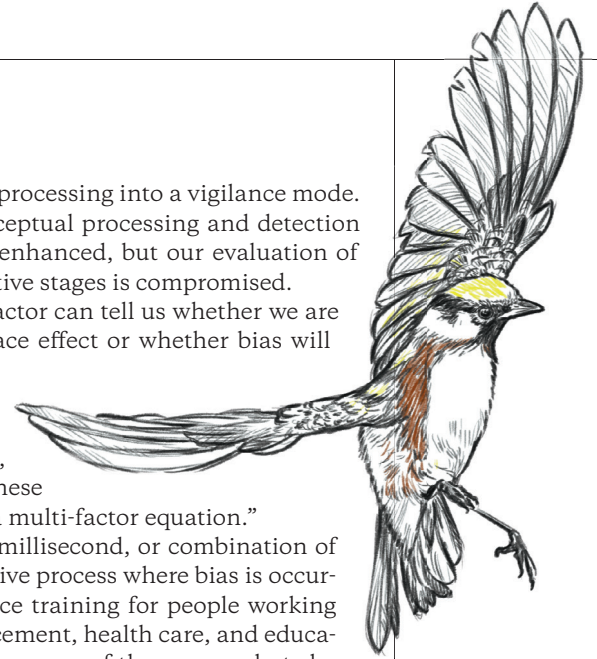 processing into a vigilance mode.
ceptual processing and detection
enhanced, but our evaluation of
tive stages is compromised.
actor can tell us whether we are
ace effect or whether bias will
,
hese
multi-factor equation.”
millisecond, or combination of
ive process where bias is occur-
ce training for people working
cement, health care, and educa-